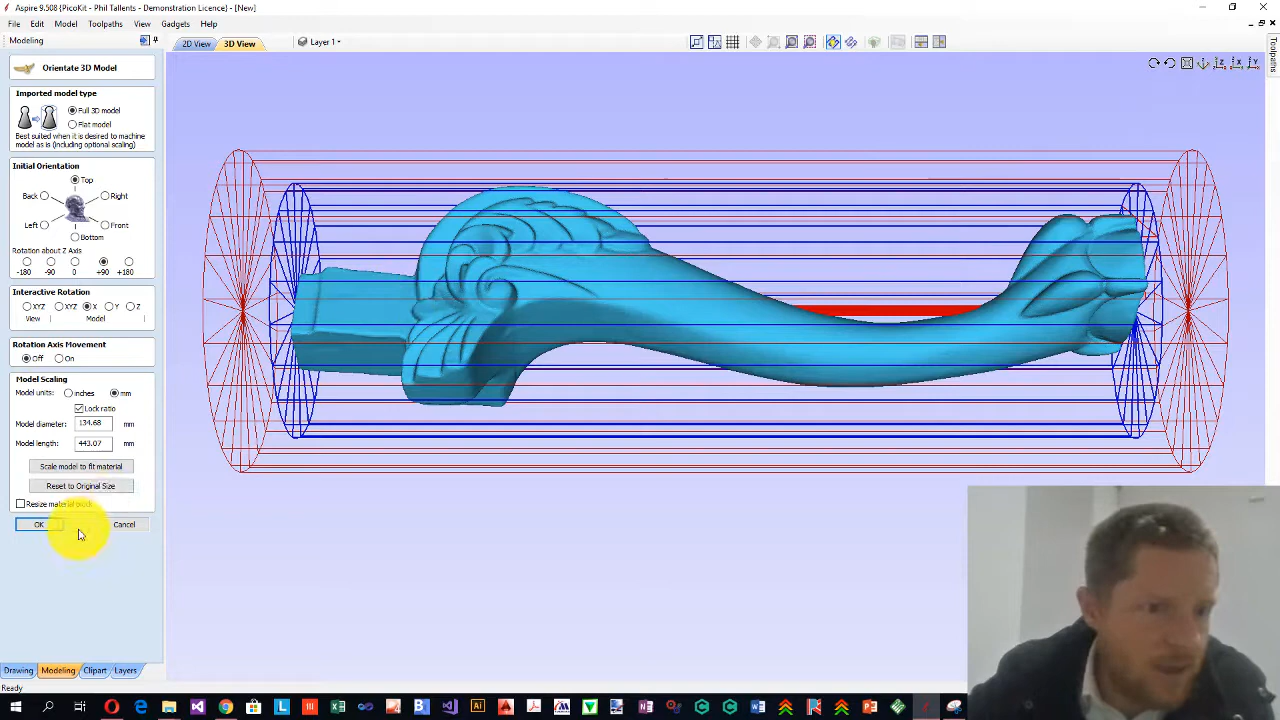 Aspire 9.508 {PicoKit - Phil Tallents - Demonstration Licence} - [New]
File Edit Model Toolpaths View Gadgets Help
Modeling
2D View 3D View Layer 1
Toolpaths
Orientate 3D Model
Imported model type
Full 3D model
Flat model
Best suited when it is desired to machine
model as is (including optional scaling)
Initial Orientation
Top
Back Right
Left Front
Bottom
Rotation about Z Axis
-180 -90 0 +90 +180
Interactive Rotation
XYZ XYZ X Y Z
View Model
Rotation Axis Movement
Off On
Model Scaling
Model units: inches mm
Lock ratio
Model diameter: 134.68 mm
Model length: 443.07 mm
Scale model to fit material
Reset to Original Size
Resize material block
OK Cancel
Drawing Modeling Clipart Layers
Ready